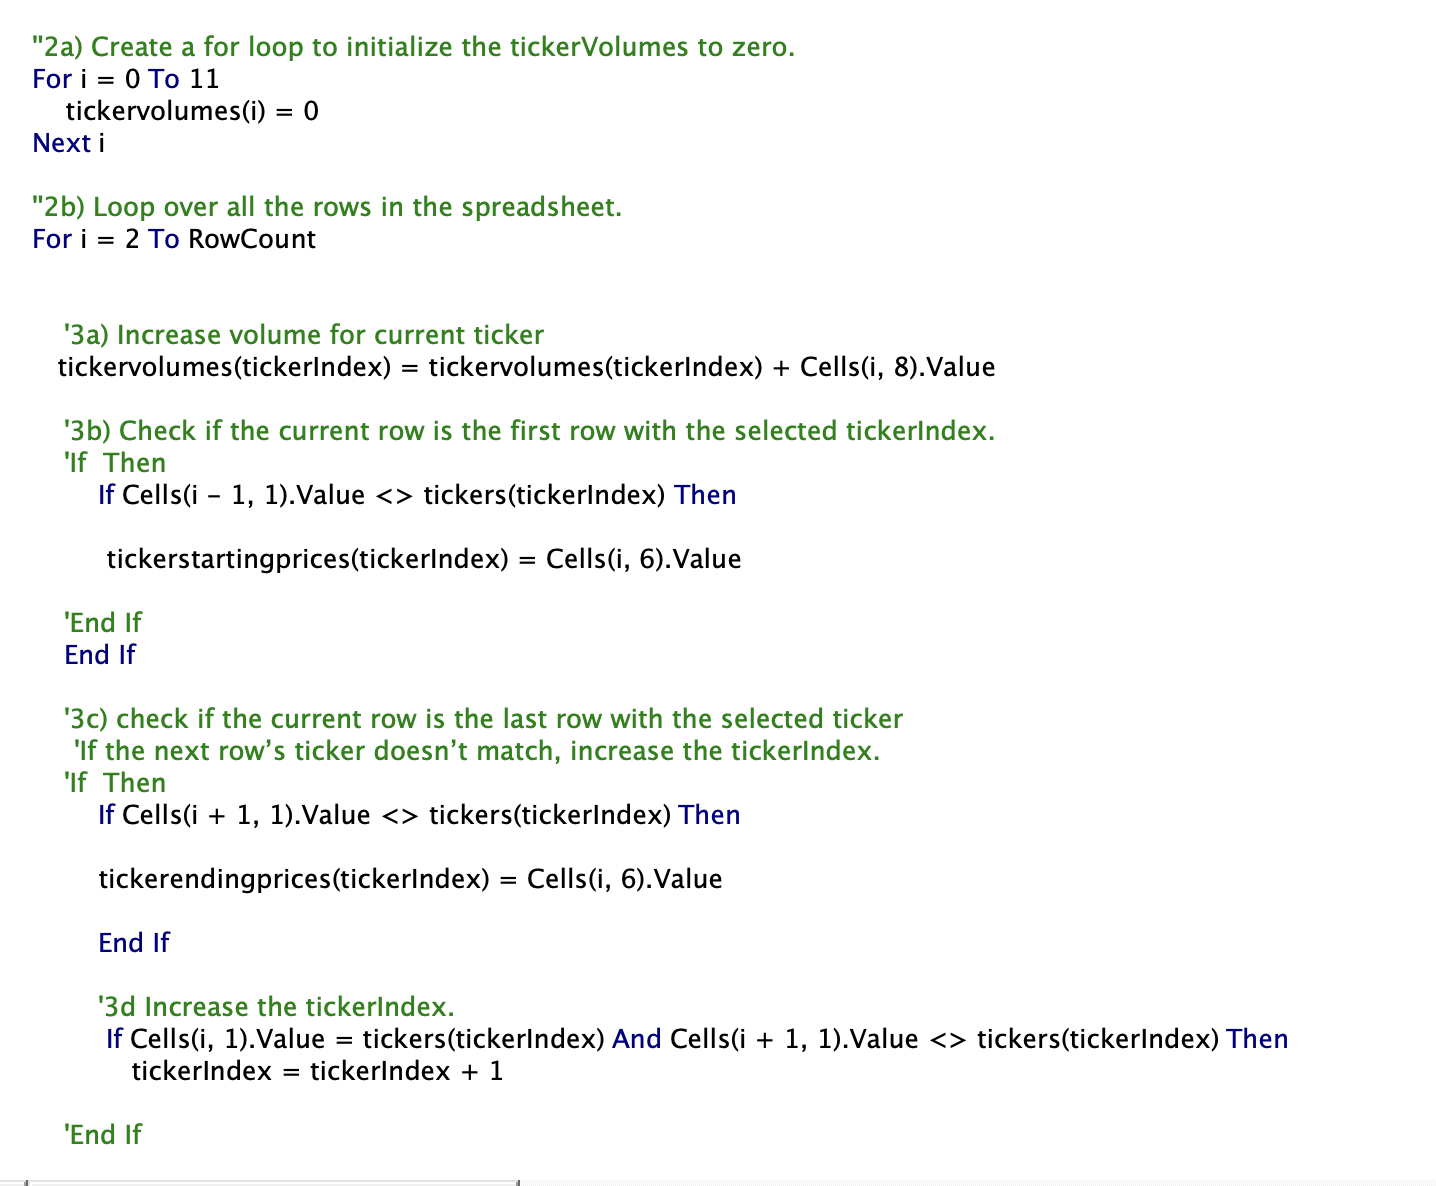 "2a) Create a for loop to initialize the tickerVolumes to zero.
For i = 0 To 11
tickervolumes(i) = 0
Next i
"2b) Loop over all the rows in the spreadsheet.
For i = 2 To RowCount
'3a) Increase volume for current ticker
tickervolumes(tickerIndex) = tickervolumes(tickerIndex) + Cells(i, 8).Value
'3b) Check if the current row is the first row with the selected tickerIndex.
'If  Then
If Cells(i - 1, 1).Value <> tickers(tickerIndex) Then
tickerstartingprices(tickerIndex) = Cells(i, 6).Value
'End If
End If
'3c) check if the current row is the last row with the selected ticker
'If the next row’s ticker doesn’t match, increase the tickerIndex.
'If  Then
If Cells(i + 1, 1).Value <> tickers(tickerIndex) Then
tickerendingprices(tickerIndex) = Cells(i, 6).Value
End If
'3d Increase the tickerIndex.
If Cells(i, 1).Value = tickers(tickerIndex) And Cells(i + 1, 1).Value <> tickers(tickerIndex) Then
tickerIndex = tickerIndex + 1
'End If